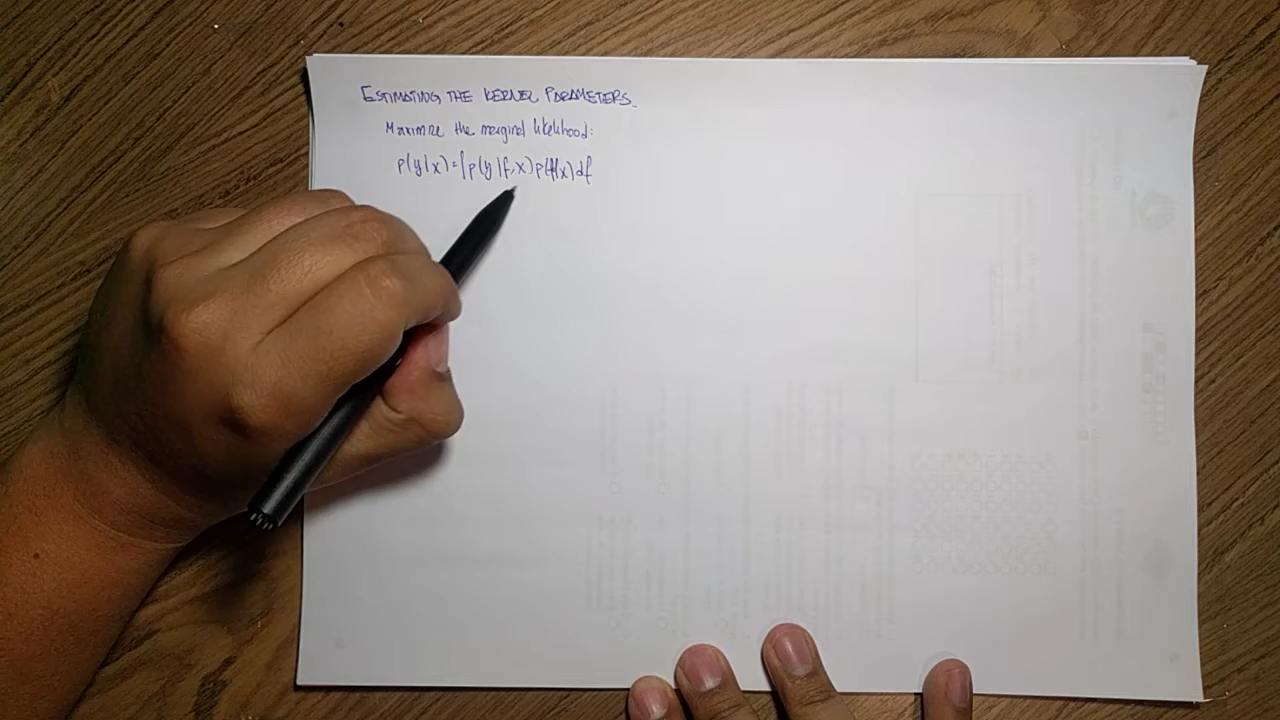 ESTIMATING THE KERNEL PARAMETERS.
Maximize the marginal likelihood:
p(y|x)=∫p(y|f,x)p(f|x)df